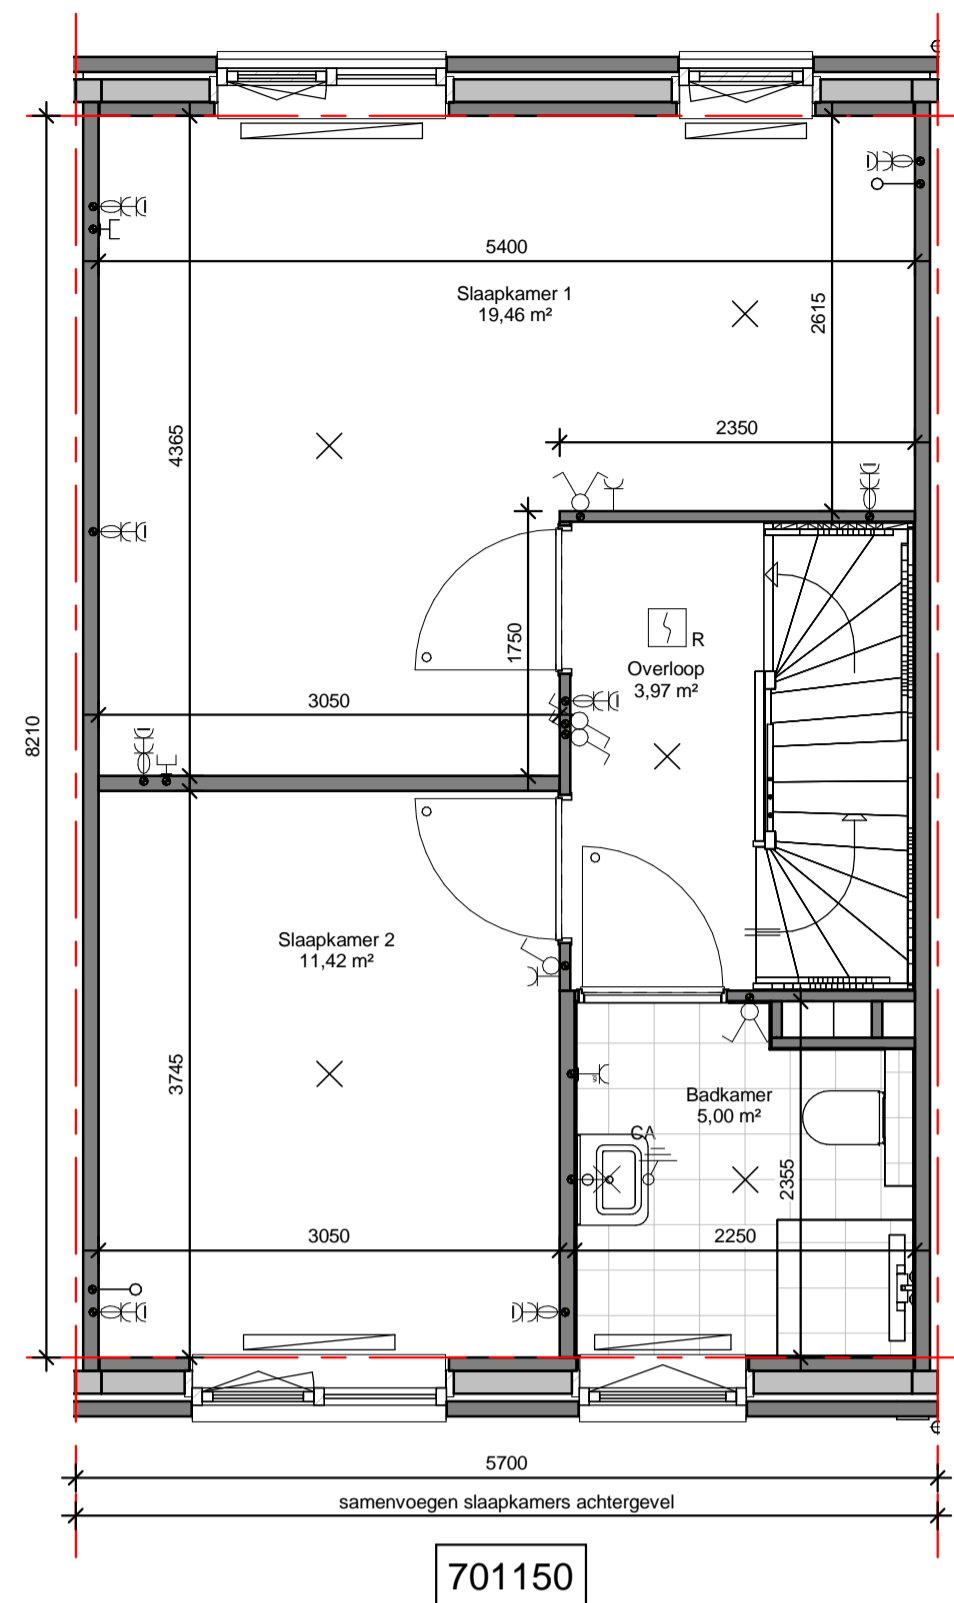 5400
Slaapkamer 1
19,46 m²
2615
2350
4365
1750
R
Overloop
3,97 m²
3050
8210
Slaapkamer 2
11,42 m²
3745
Badkamer
5,00 m²
CA
2355
3050
2250
5700
samenvoegen slaapkamers achtergevel
701150